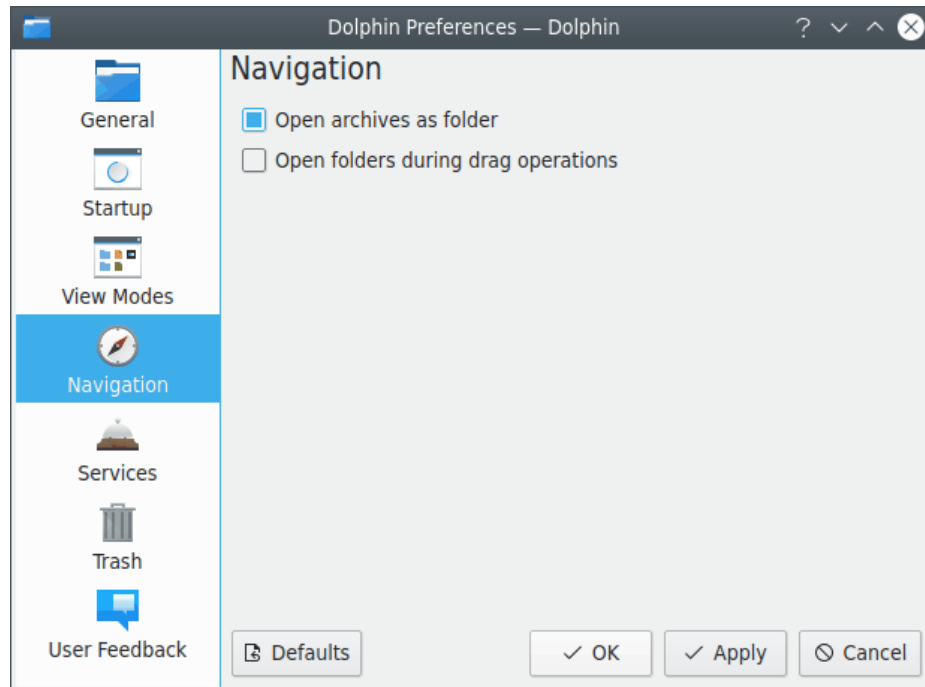 Dolphin Preferences — Dolphin
General
Startup
View Modes
Navigation
Services
Trash
User Feedback
Navigation
Open archives as folder
Open folders during drag operations
Defaults
OK
Apply
Cancel